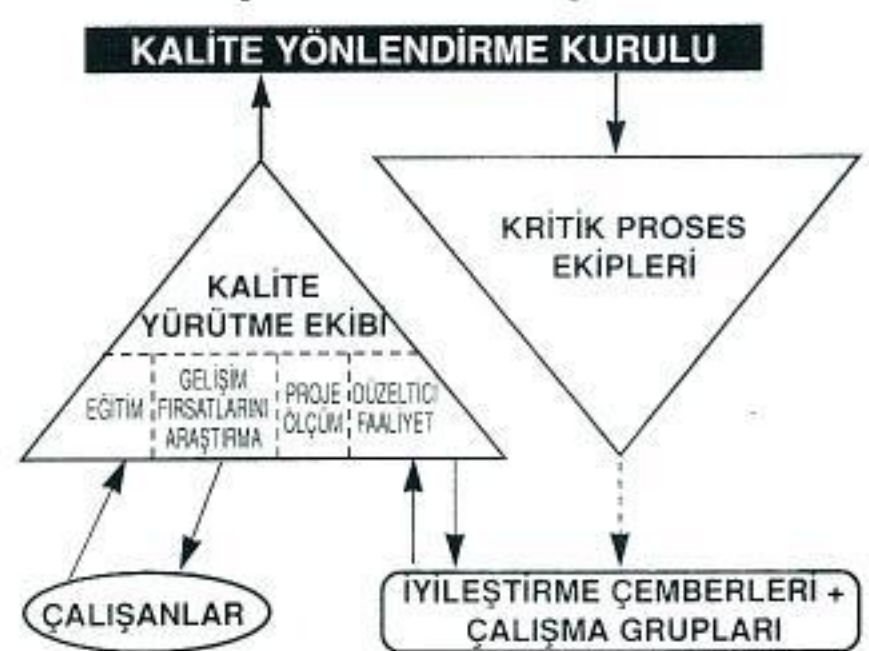 KALİTE YÖNLENDİRME KURULU
KRİTİK PROSES
EKİPLERİ
KALİTE
YÜRÜTME EKİBİ
EĞİTİM
GELİŞİM
FIRSATLARINI
ARAŞTIRMA
PROJE
ÖLÇÜM
DÜZELTİCİ
FAALİYET
ÇALIŞANLAR
İYİLEŞTİRME ÇEMBERLERİ +
ÇALIŞMA GRUPLARI